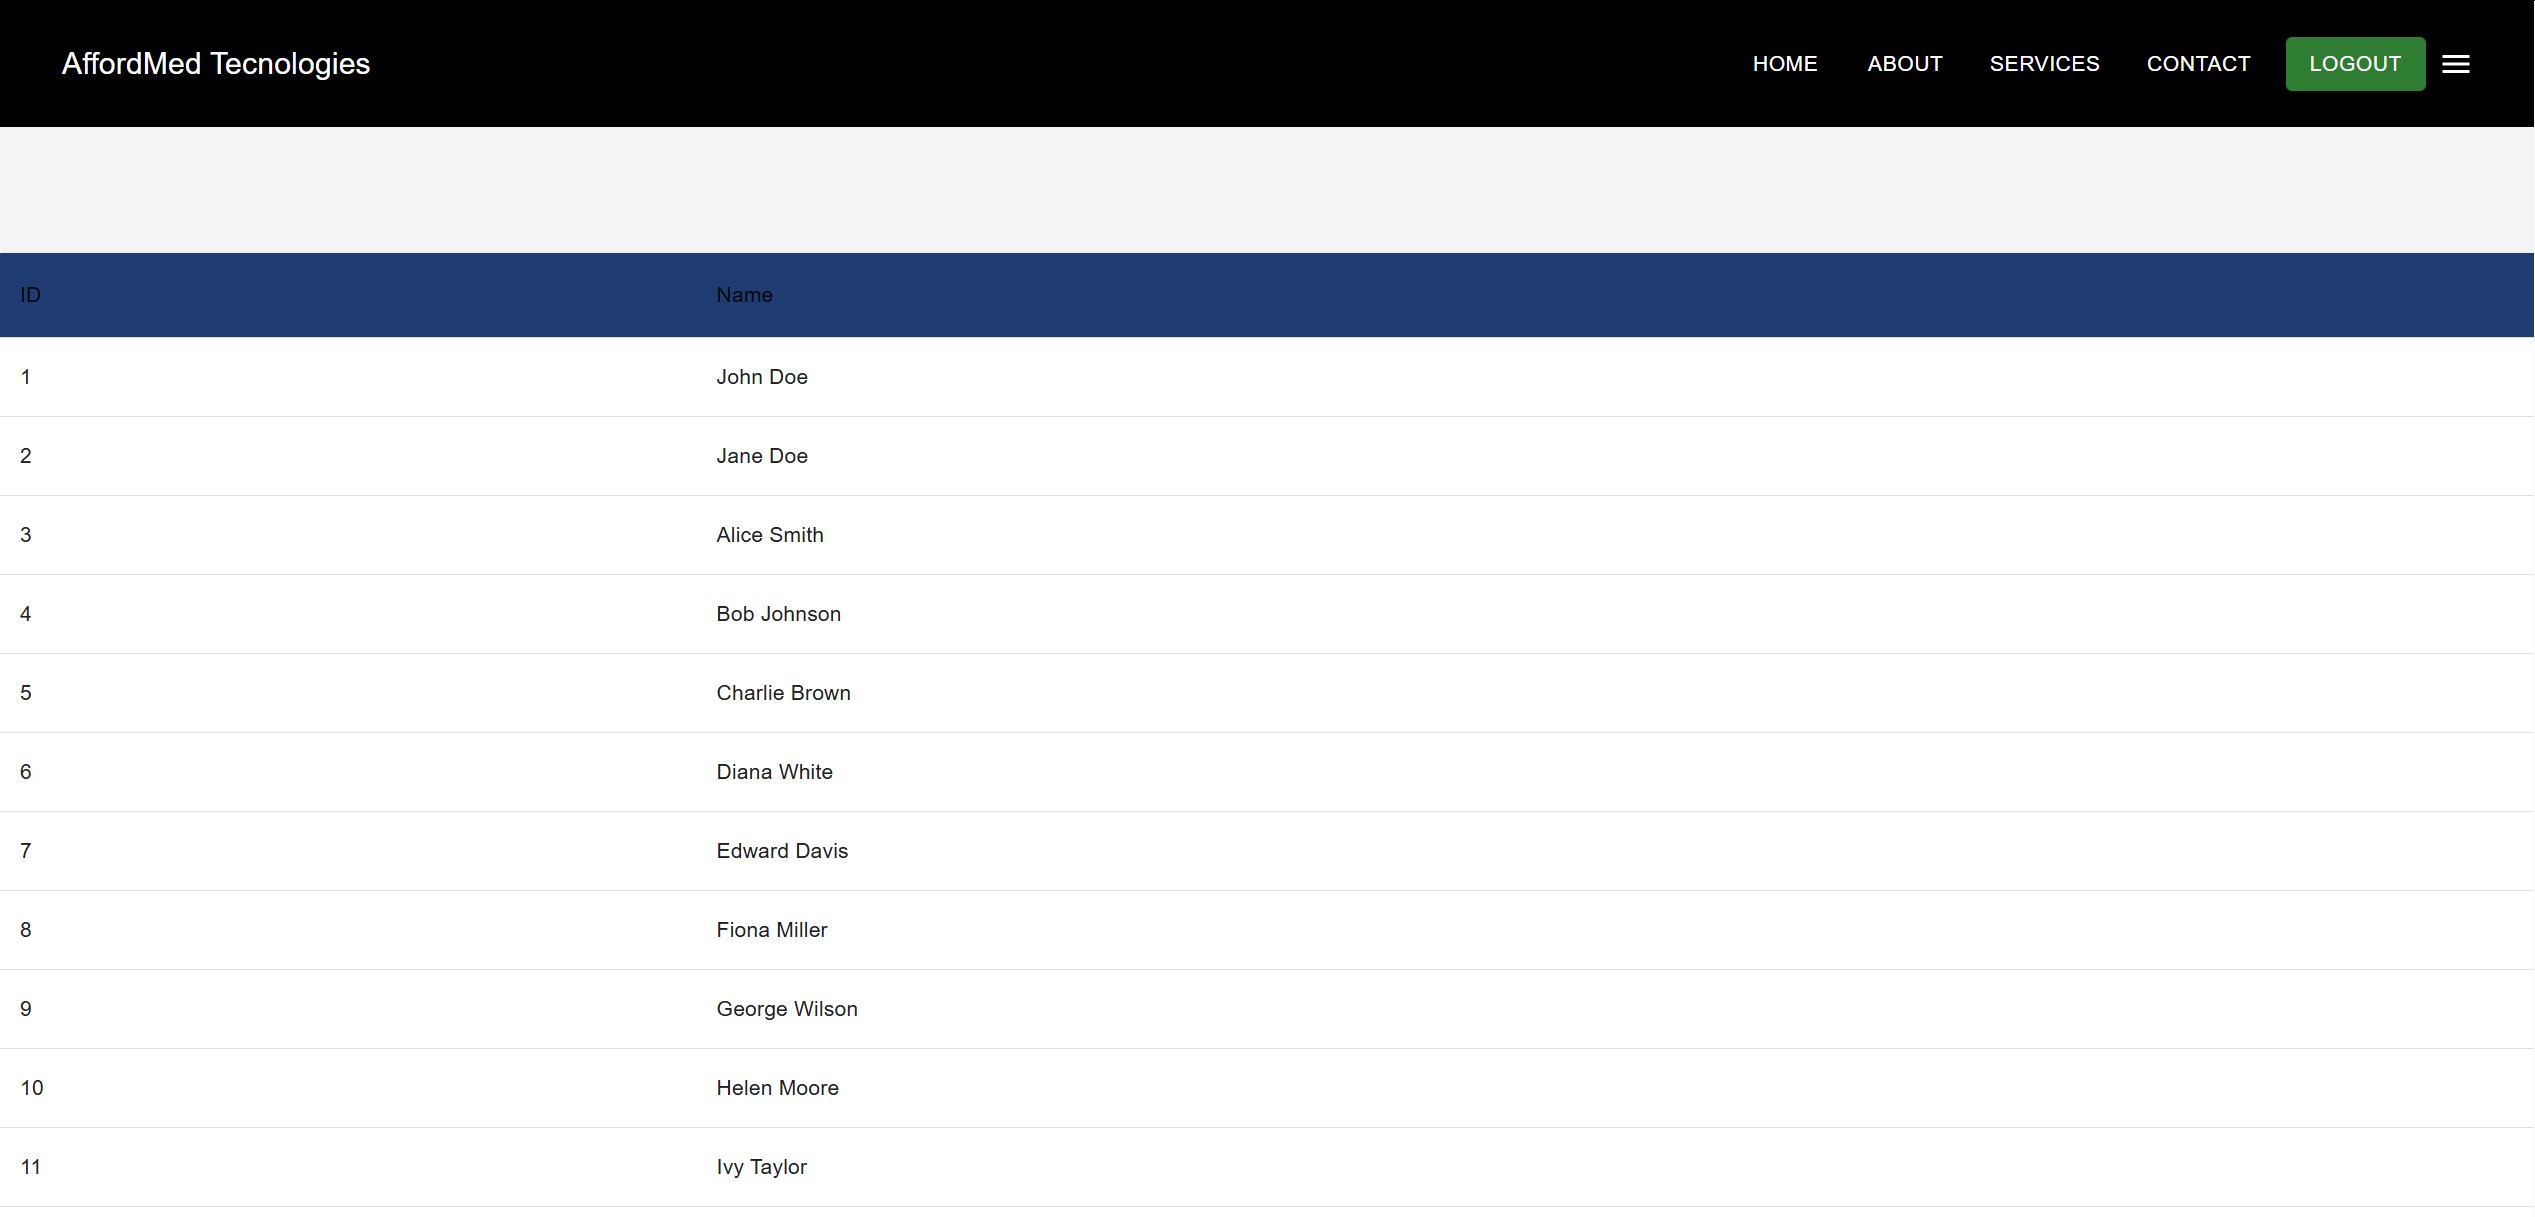 AffordMed Tecnologies HOME ABOUT SERVICES CONTACT LOGOUT
ID Name
1 John Doe
2 Jane Doe
3 Alice Smith
4 Bob Johnson
5 Charlie Brown
6 Diana White
7 Edward Davis
8 Fiona Miller
9 George Wilson
10 Helen Moore
11 Ivy Taylor